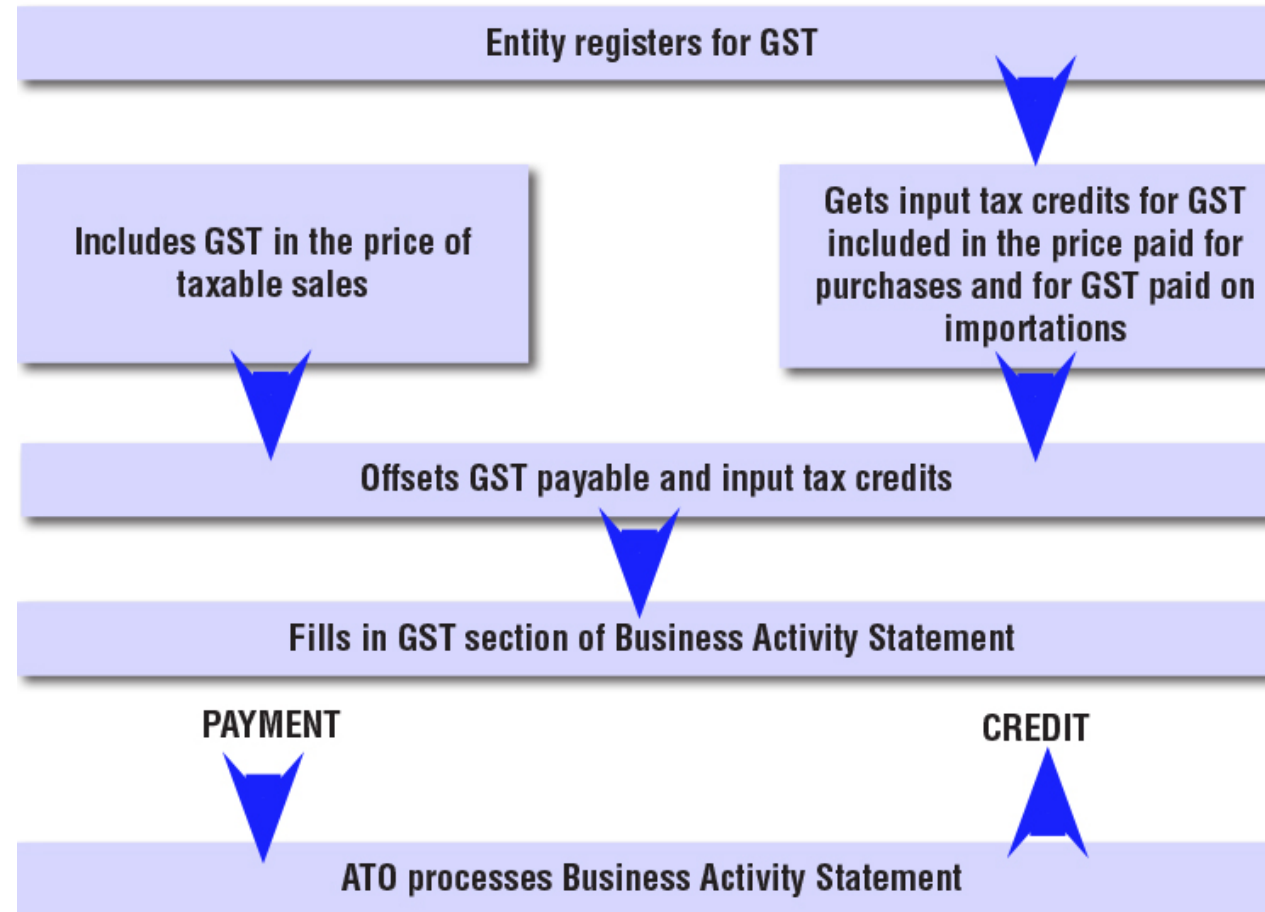 Entity registers for GST
Includes GST in the price of
taxable sales
Gets input tax credits for GST
included in the price paid for
purchases and for GST paid on
importations
Offsets GST payable and input tax credits
Fills in GST section of Business Activity Statement
PAYMENT
CREDIT
ATO processes Business Activity Statement